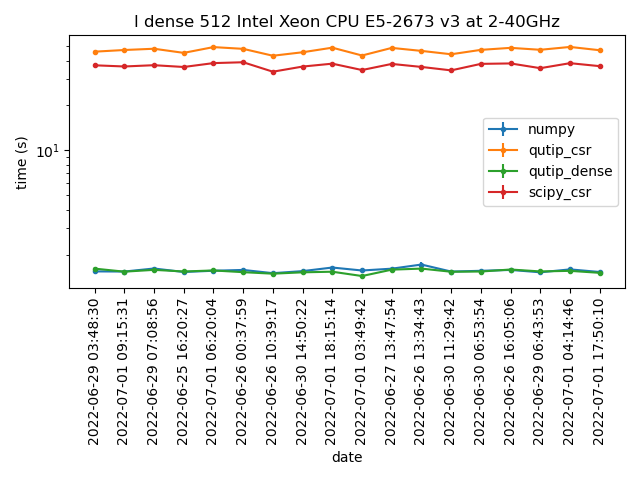 l dense 512 Intel Xeon CPU E5-2673 v3 at 2-40GHz
time (s)
10^1
numpy
qutip_csr
qutip_dense
scipy_csr
2022-06-29 03:48:30
2022-07-01 09:15:31
2022-06-29 07:08:56
2022-06-25 16:20:27
2022-07-01 06:20:04
2022-06-26 00:37:59
2022-06-26 10:39:17
2022-06-30 14:50:22
2022-07-01 18:15:14
2022-07-01 03:49:42
2022-06-27 13:47:54
2022-06-26 13:34:43
2022-06-30 11:29:42
2022-06-30 06:53:54
2022-06-26 16:05:06
2022-06-29 06:43:53
2022-07-01 04:14:46
2022-07-01 17:50:10
date